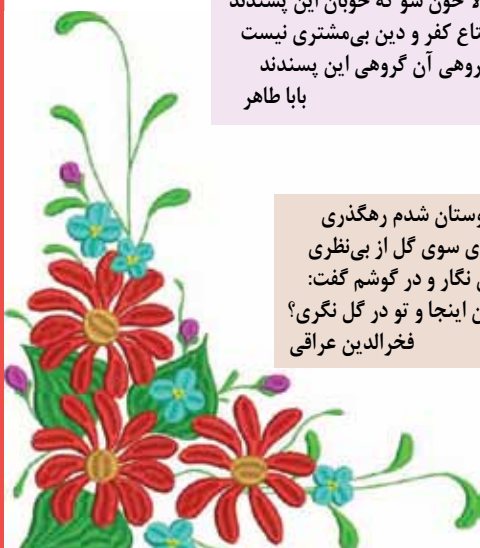 لا خون شو که خوبان این پسندند
تاع کفر و دین بی‌مشتری نیست
روهی آن گروهی این پسندند
بابا طاهر
وستان شدم رهگذری
ی سوی گل از بی‌نظری
نگار و در گوشم گفت:
ن اینجا و تو در گل نگری؟
فخرالدین عراقی